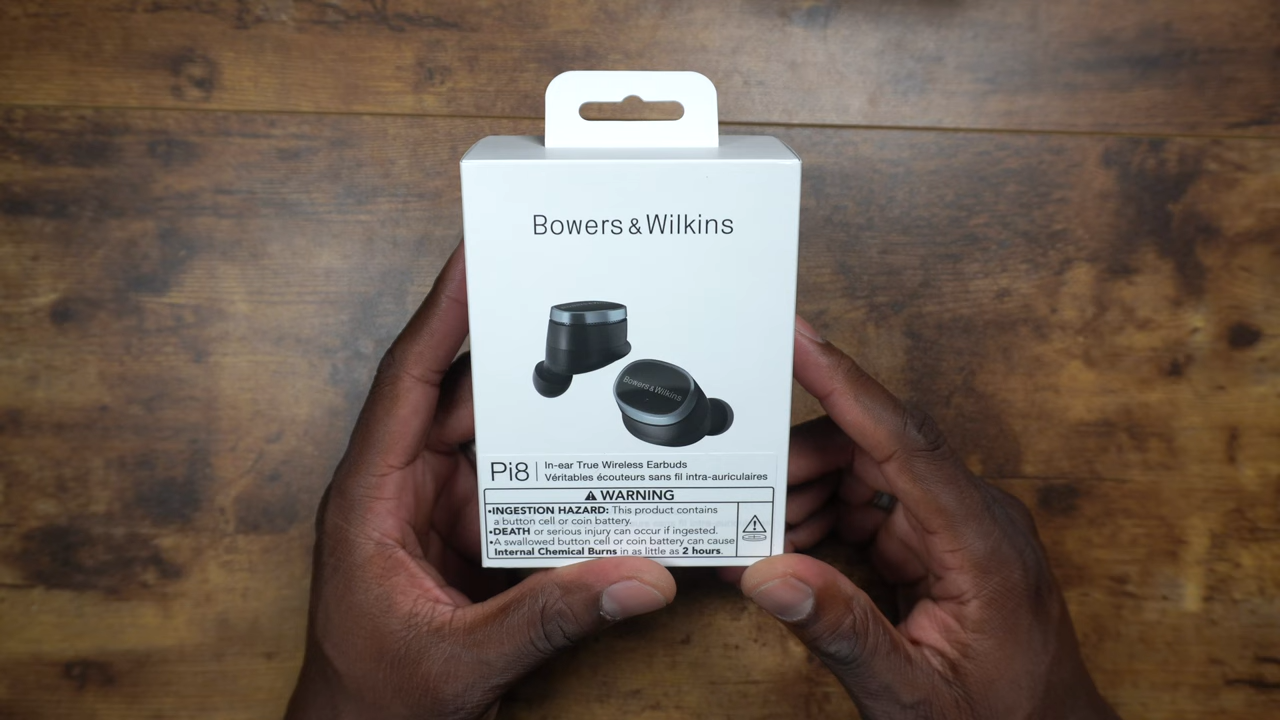 Bowers & Wilkins
Bowers & Wilkins
Pi8 | In-ear True Wireless Earbuds
Véritables écouteurs sans fil intra-auriculaires
⚠ WARNING
•INGESTION HAZARD: This product contains
a button cell or coin battery.
•DEATH or serious injury can occur if ingested.
•A swallowed button cell or coin battery can cause
Internal Chemical Burns in as little as 2 hours.